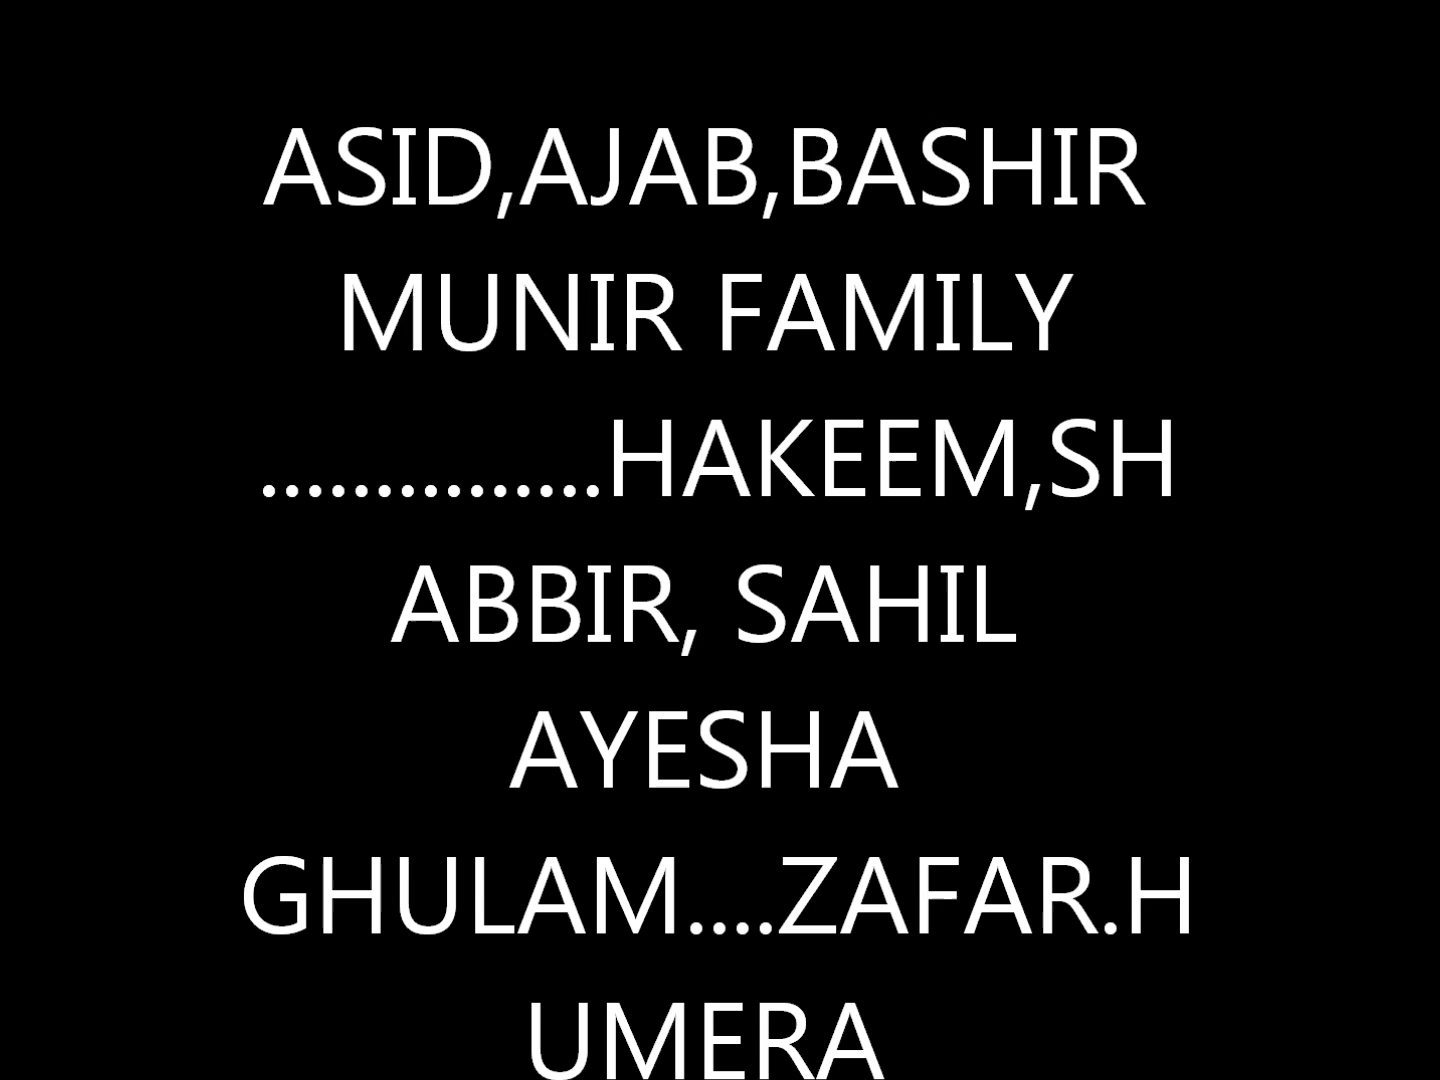 ASID,AJAB,BASHIR
MUNIR FAMILY
...............HAKEEM,SH
ABBIR, SAHIL
AYESHA
GHULAM....ZAFAR.H
UMERA